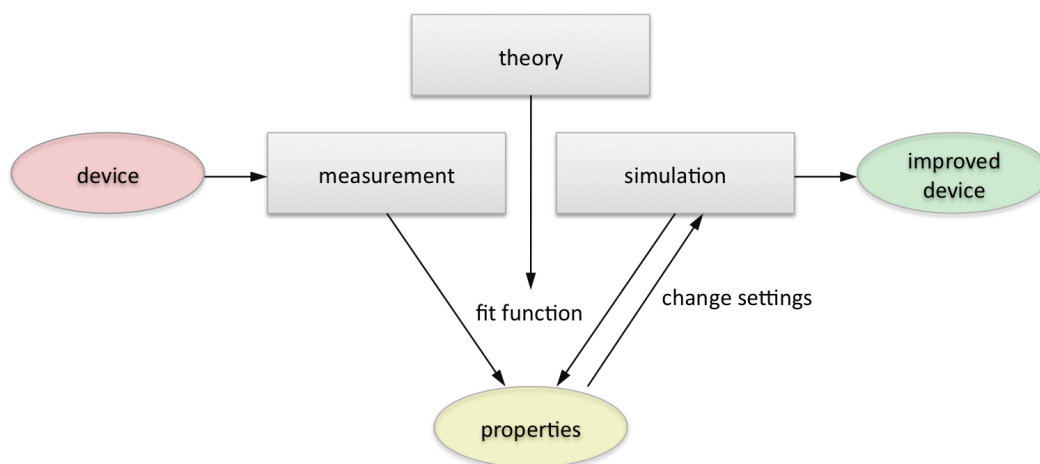 theory
device
measurement
simulation
improved
device
fit function
change settings
properties